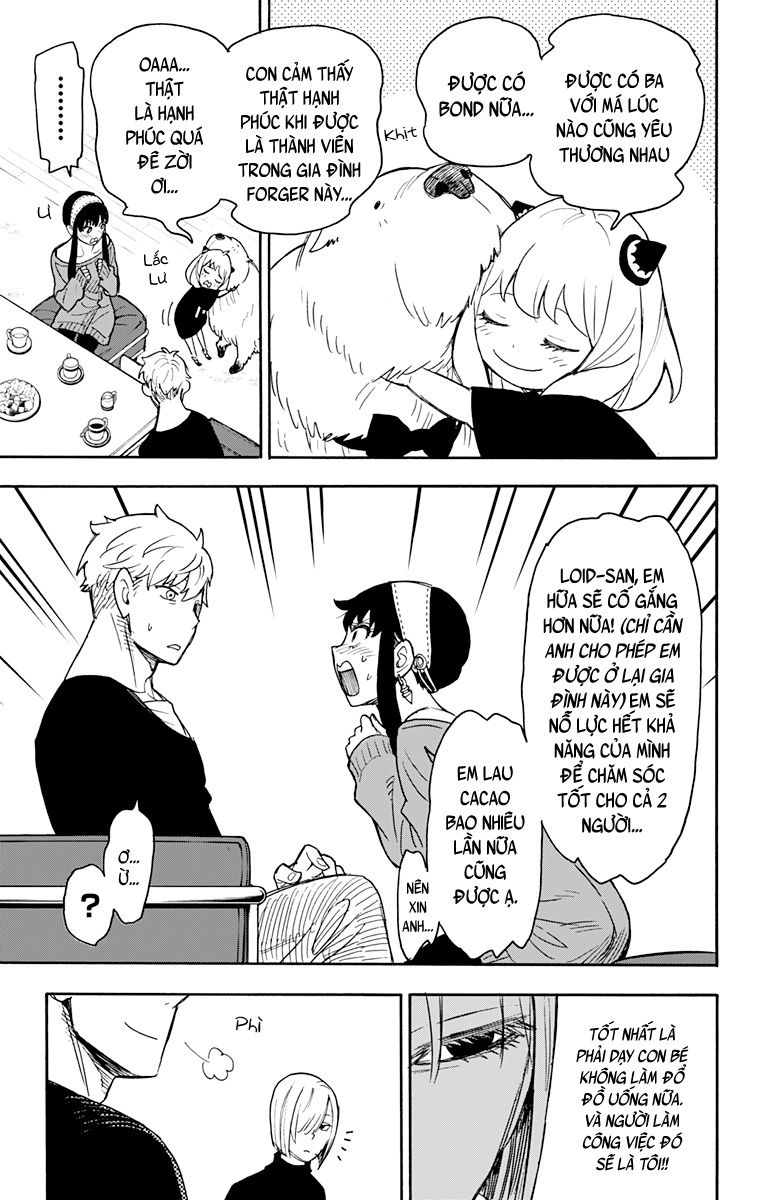 ĐƯỢC CÓ BA
VỚI MÁ LÚC
NÀO CŨNG YÊU
THƯƠNG NHAU
ĐƯỢC CÓ
BOND NỮA...
Khịt
CON CẢM THẤY
THẬT HẠNH
PHÚC KHI ĐƯỢC
LÀ THÀNH VIÊN
TRONG GIA ĐÌNH
FORGER NÀY...
OAAA...
THẬT
LÀ HẠNH
PHÚC QUÁ
ĐÊ ZỜI
ƠI...
.........
Ư
Lắc
Lư
LOID-SAN, EM
HỨA SẼ CỐ GẮNG
HƠN NỮA! (CHỈ CẦN
ANH CHO PHÉP EM
ĐƯỢC Ở LẠI GIA
ĐÌNH NÀY) EM SẼ
NỖ LỰC HẾT KHẢ
NĂNG CỦA MÌNH
ĐỂ CHĂM SÓC
TỐT CHO CẢ 2
NGƯỜI...
EM LAU
CACAO
BAO NHIÊU
LẦN NỮA
CŨNG
ĐƯỢC Ạ.
NÊN
XIN
ANH...
Ơ...
Ừ...
?
TỐT NHẤT LÀ
PHẢI DẠY CON BÉ
KHÔNG LÀM ĐỔ
ĐỒ UỐNG NỮA.
VÀ NGƯỜI LÀM
CÔNG VIỆC ĐÓ
SẼ LÀ TÔI!!
Phì